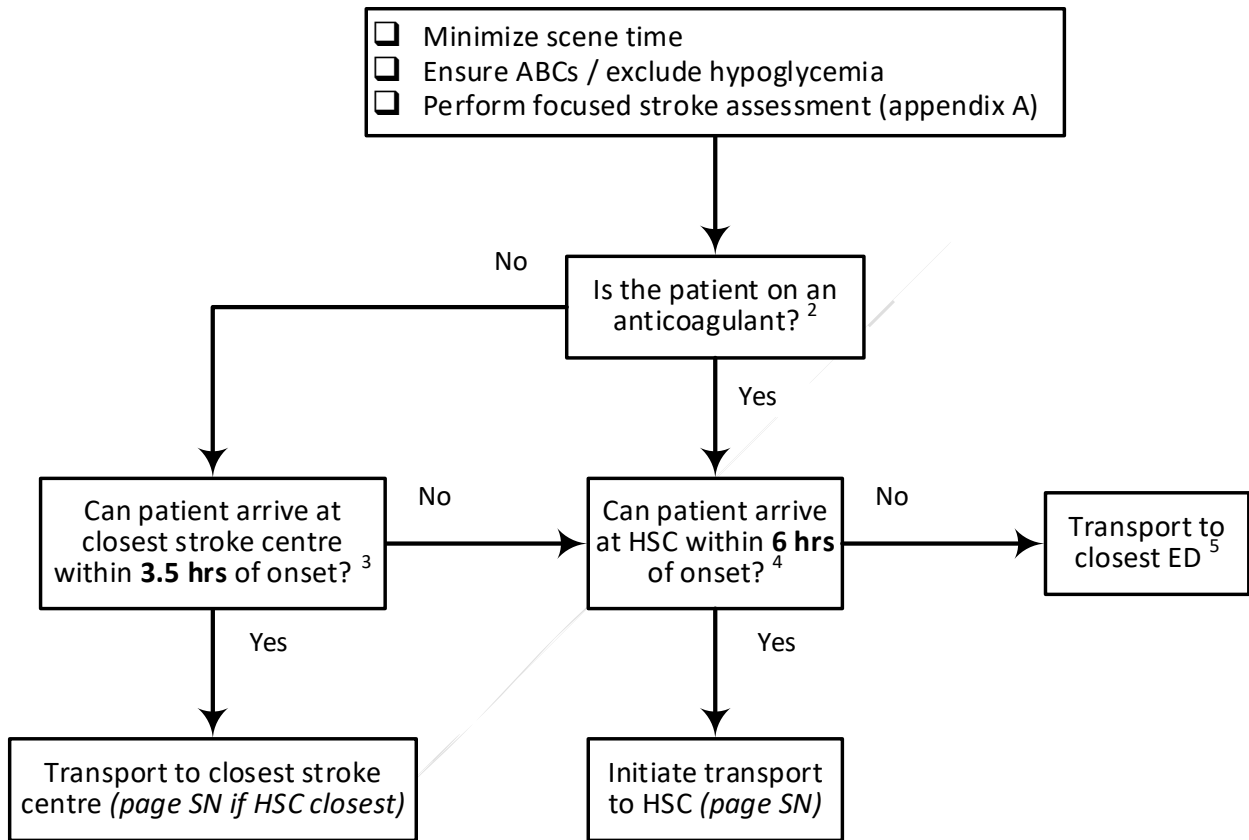 ❑ Minimize scene time
❑ Ensure ABCs / exclude hypoglycemia
❑ Perform focused stroke assessment (appendix A)
No
Is the patient on an
anticoagulant? 2
Yes
Can patient arrive at
closest stroke centre
within 3.5 hrs of onset? 3
No
Can patient arrive
at HSC within 6 hrs
of onset? 4
No
Transport to
closest ED 5
Yes
Yes
Transport to closest stroke
centre (page SN if HSC closest)
Initiate transport
to HSC (page SN)